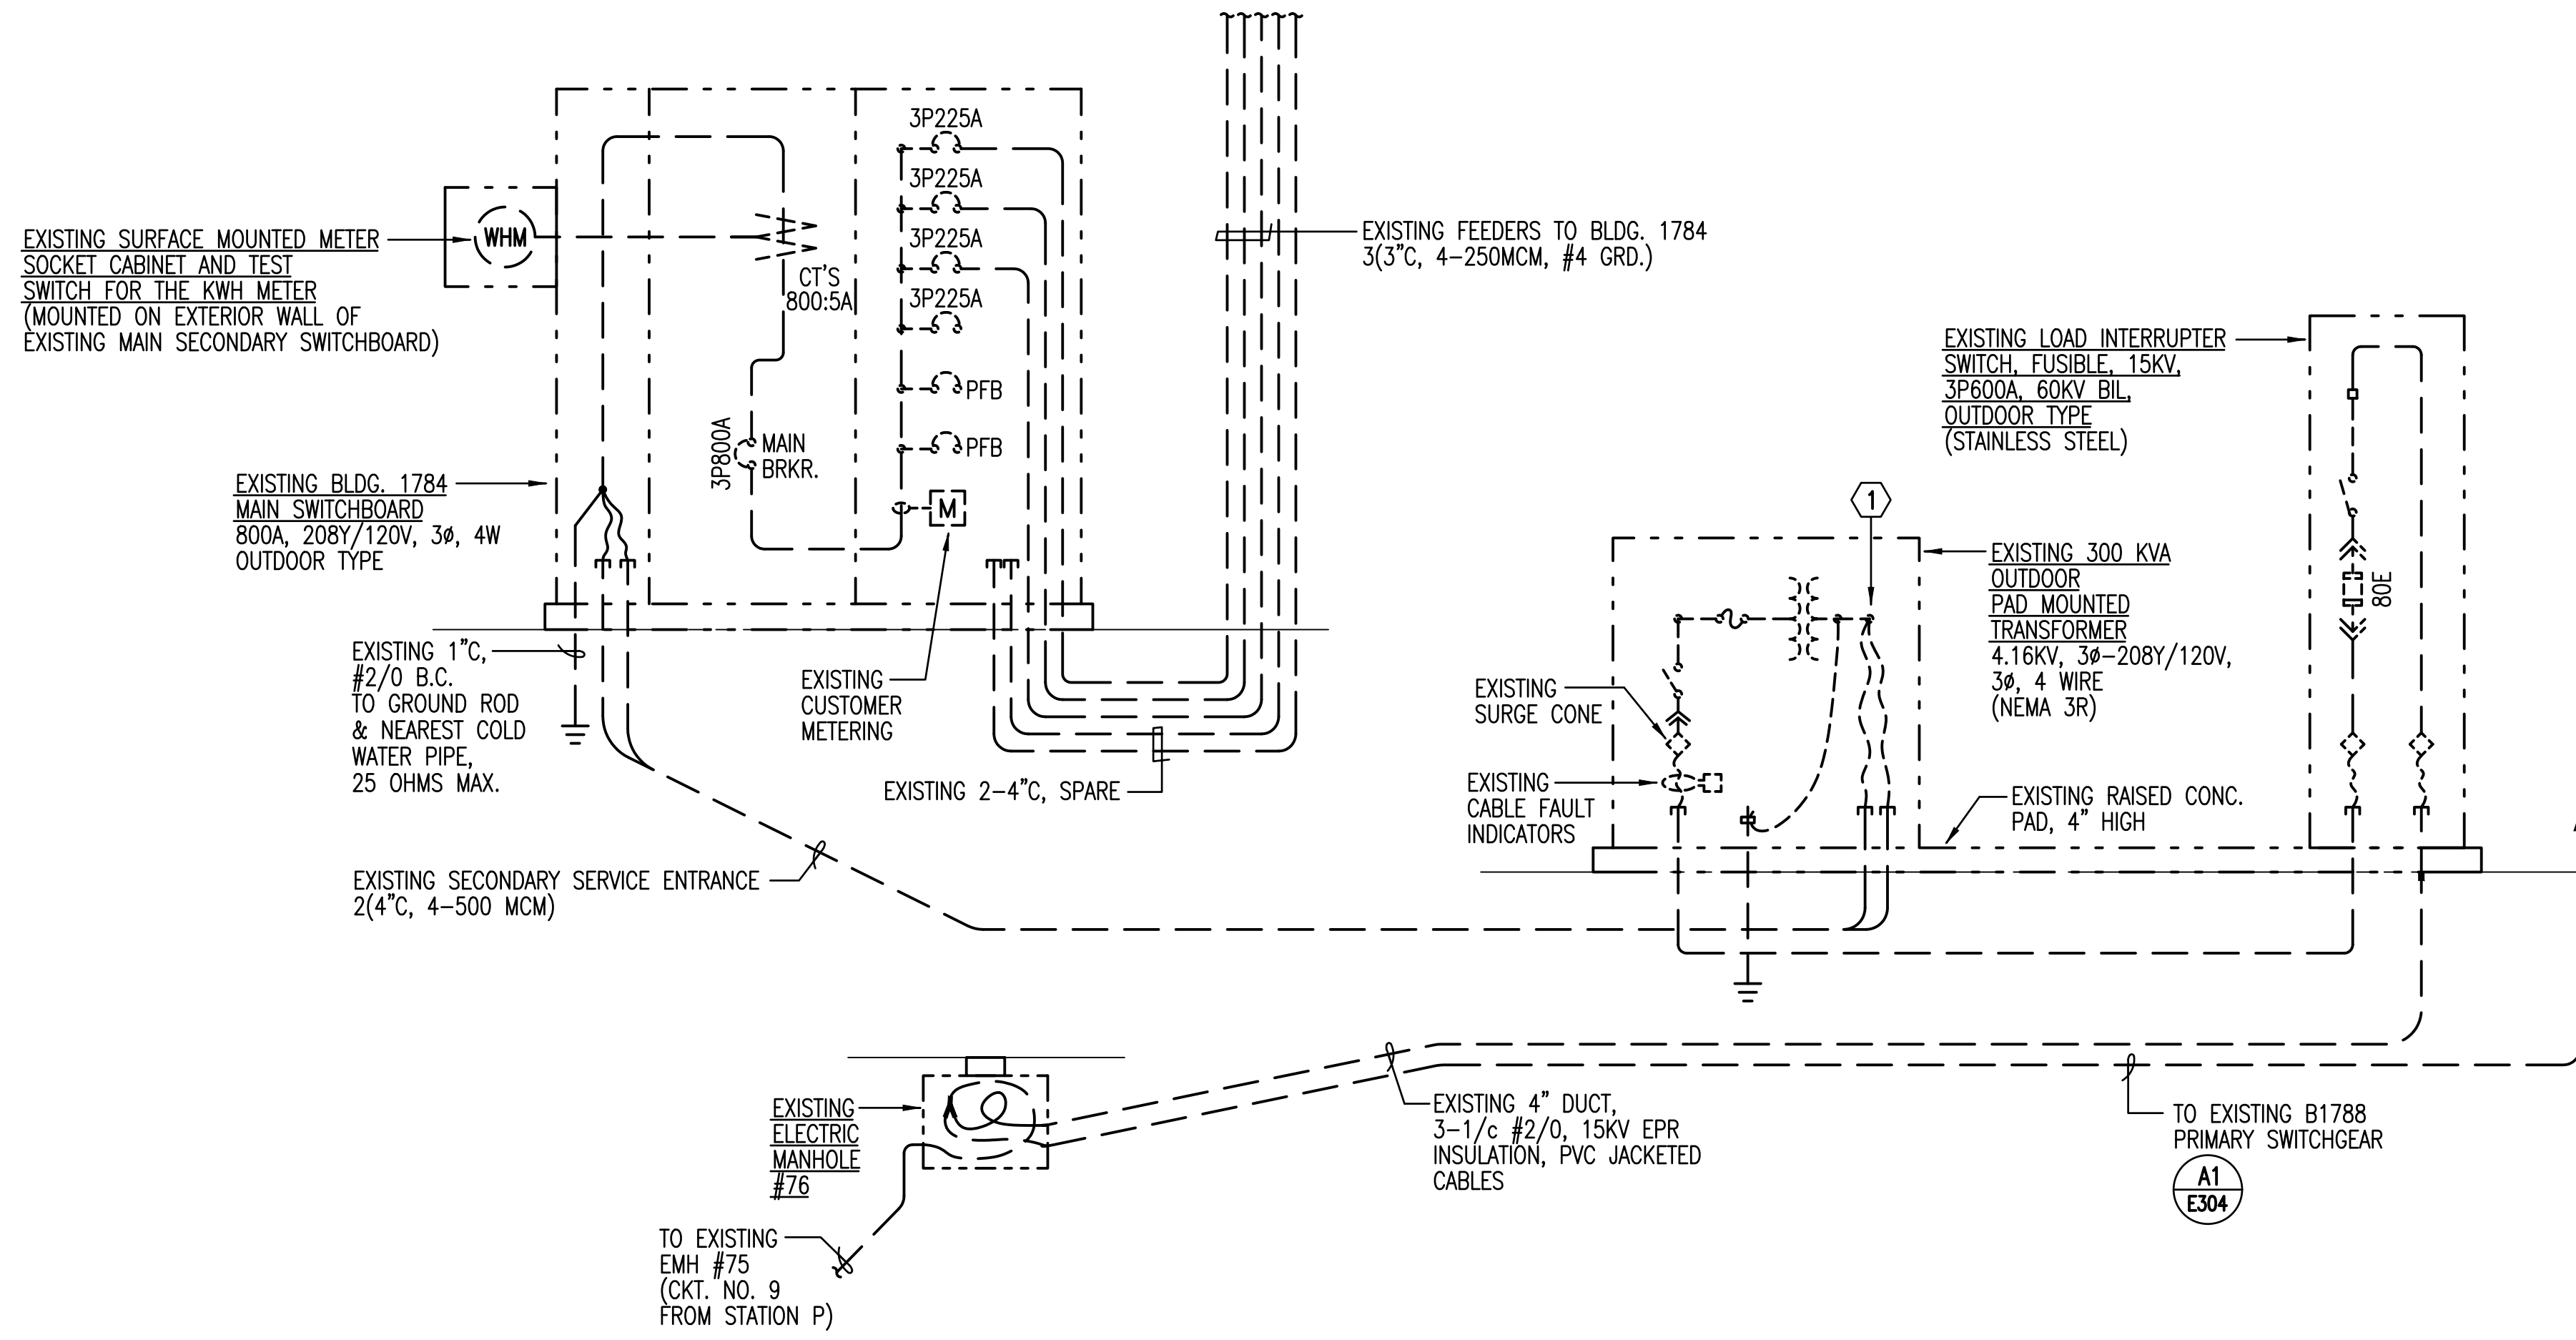 3P225A
3P225A
3P225A
3P225A
PFB
PFB
WHM
CT'S
800:5A
3P800A
MAIN
BRKR.
M
EXISTING SURFACE MOUNTED METER
SOCKET CABINET AND TEST
SWITCH FOR THE KWH METER
(MOUNTED ON EXTERIOR WALL OF
EXISTING MAIN SECONDARY SWITCHBOARD)
EXISTING BLDG. 1784
MAIN SWITCHBOARD
800A, 208Y/120V, 3ø, 4W
OUTDOOR TYPE
EXISTING 1"C,
#2/0 B.C.
TO GROUND ROD
& NEAREST COLD
WATER PIPE,
25 OHMS MAX.
EXISTING
CUSTOMER
METERING
EXISTING 2-4"C, SPARE
EXISTING SECONDARY SERVICE ENTRANCE
2(4"C, 4-500 MCM)
EXISTING FEEDERS TO BLDG. 1784
3(3"C, 4-250MCM, #4 GRD.)
EXISTING LOAD INTERRUPTER
SWITCH, FUSIBLE, 15KV,
3P600A, 60KV BIL,
OUTDOOR TYPE
(STAINLESS STEEL)
80E
1
EXISTING 300 KVA
OUTDOOR
PAD MOUNTED
TRANSFORMER
4.16KV, 3ø-208Y/120V,
3ø, 4 WIRE
(NEMA 3R)
EXISTING
SURGE CONE
EXISTING
CABLE FAULT
INDICATORS
EXISTING RAISED CONC.
PAD, 4" HIGH
EXISTING
ELECTRIC
MANHOLE
#76
EXISTING 4" DUCT,
3-1/c #2/0, 15KV EPR
INSULATION, PVC JACKETED
CABLES
TO EXISTING B1788
PRIMARY SWITCHGEAR
A1
E304
TO EXISTING
EMH #75
(CKT. NO. 9
FROM STATION P)